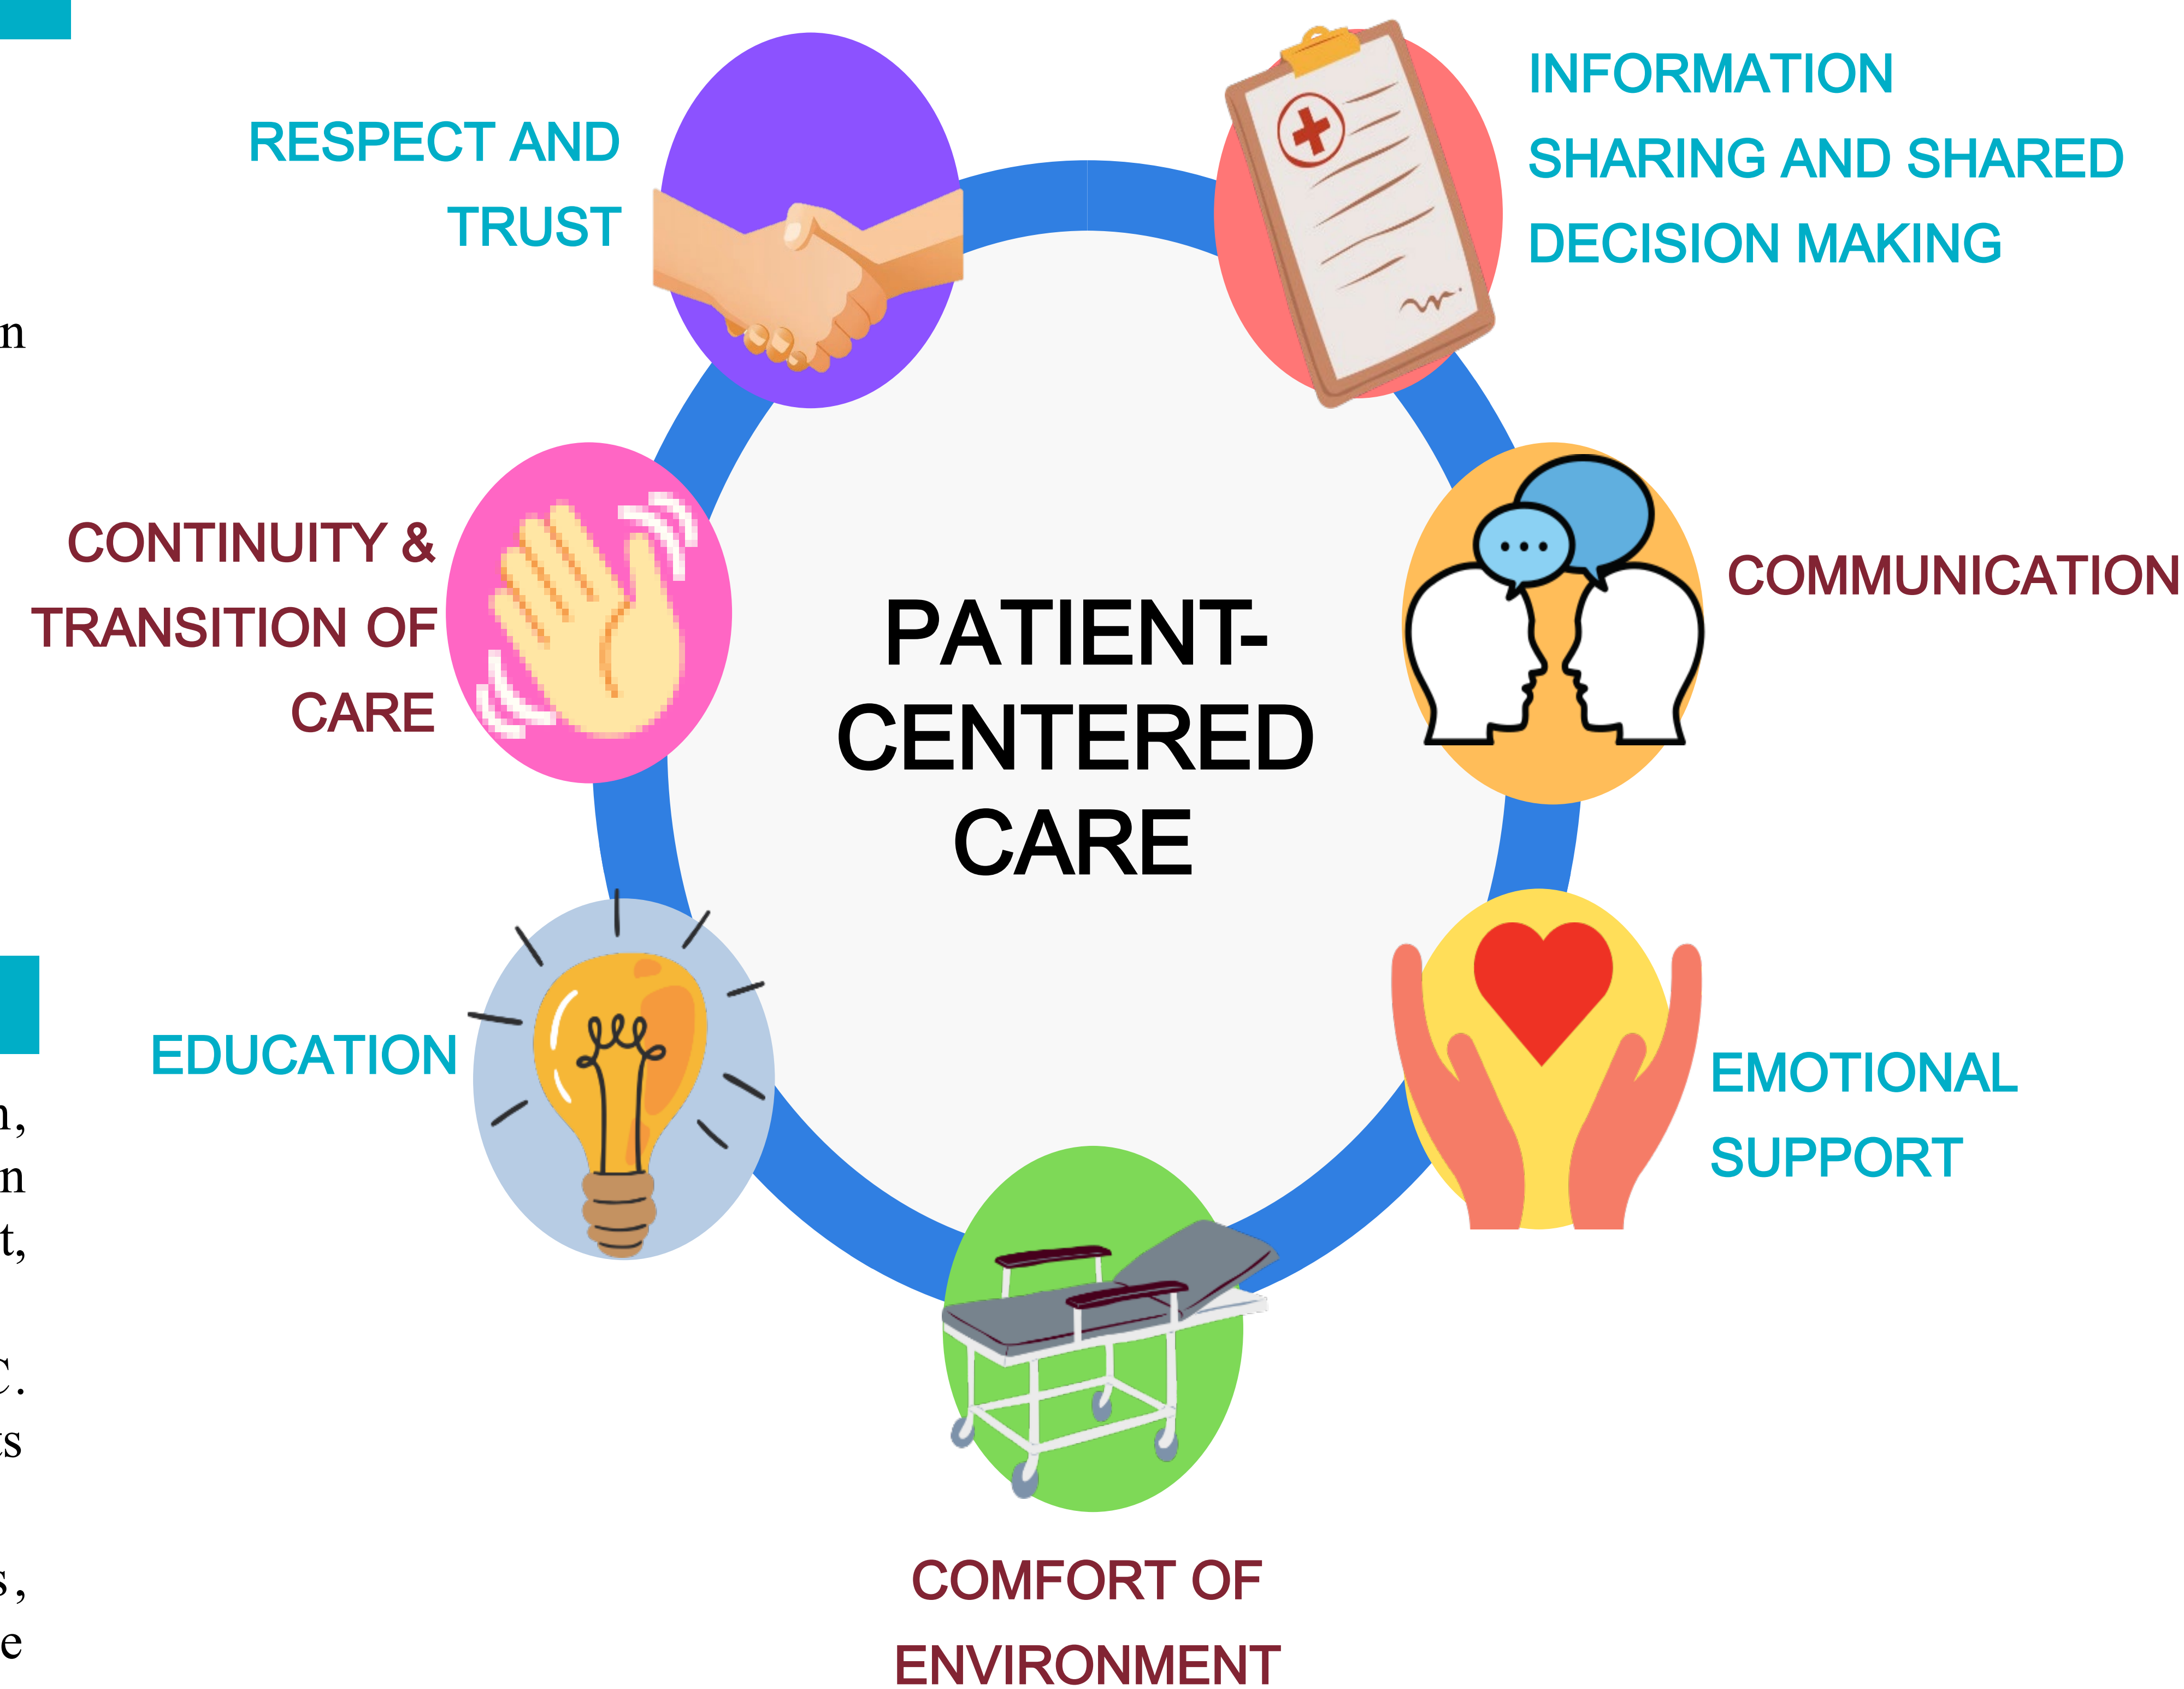 INFORMATION
SHARING AND SHARED
DECISION MAKING
RESPECT AND
TRUST
CONTINUITY &
TRANSITION OF
CARE
PATIENT-
CENTERED
CARE
COMMUNICATION
EDUCATION
EMOTIONAL
SUPPORT
COMFORT OF
ENVIRONMENT